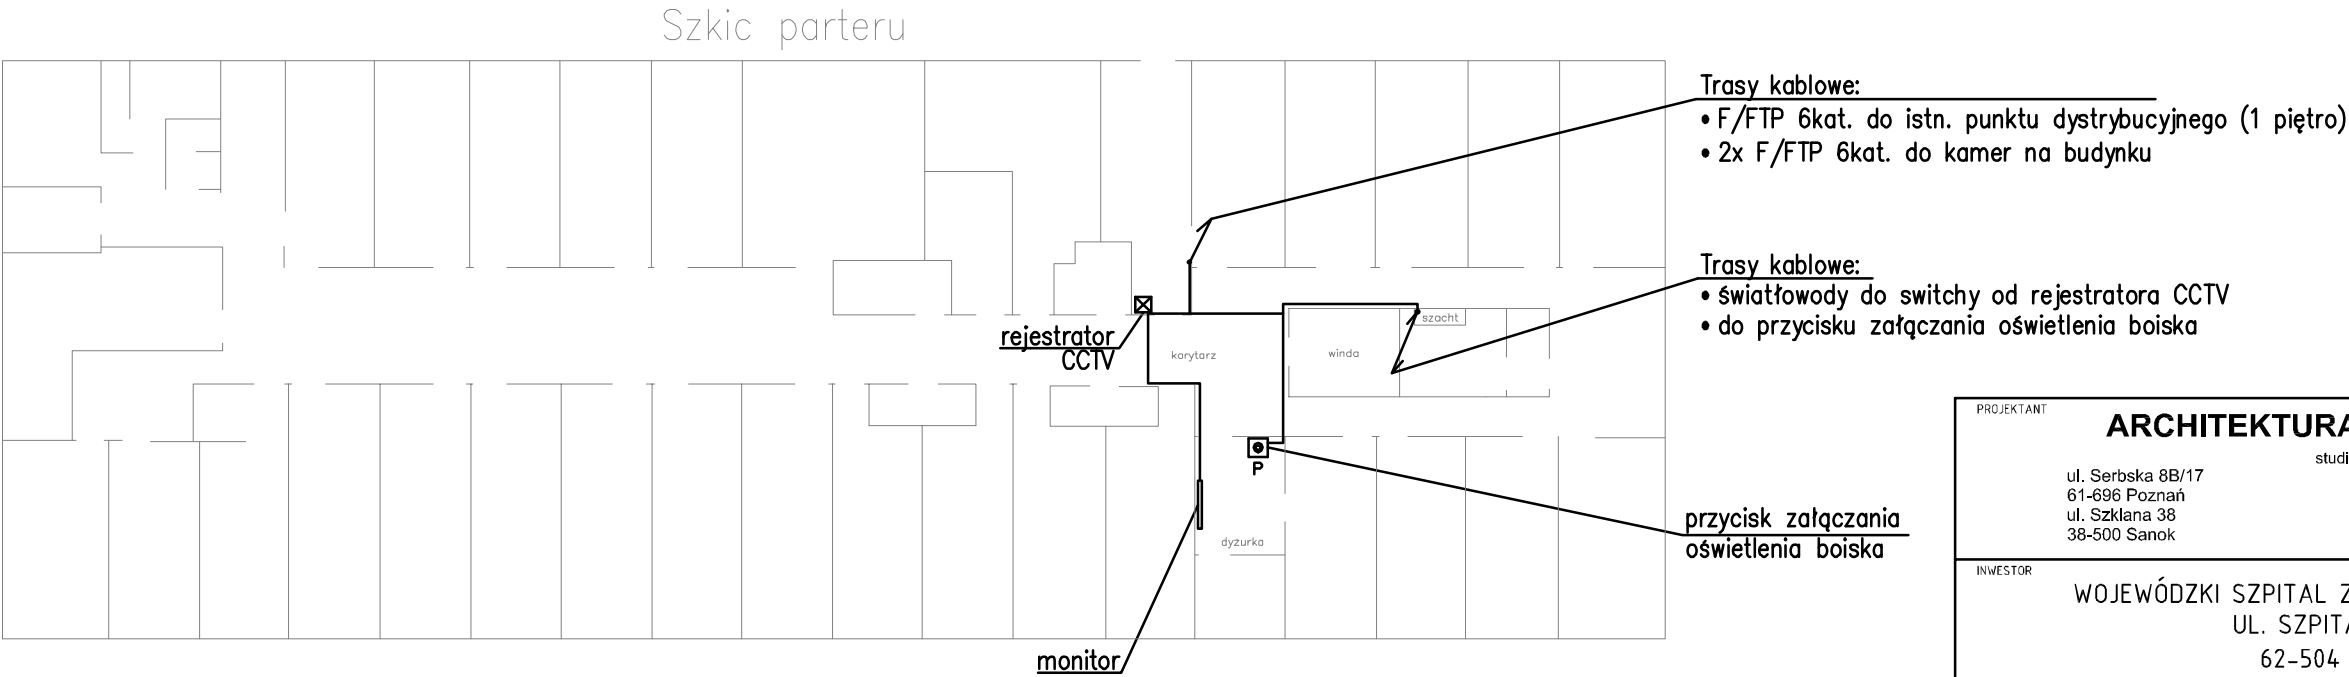 Szkic parteru
Trasy kablowe:
• F/FTP 6kat. do istn. punktu dystrybucyjnego (1 piętro)
• 2x F/FTP 6kat. do kamer na budynku
Trasy kablowe:
• światłowody do switchy od rejestratora CCTV
• do przycisku załączania oświetlenia boiska
rejestrator
CCTV
korytarz
winda
szacht
P
dyżurka
przycisk załączania
oświetlenia boiska
monitor
PROJEKTANT
ARCHITEKTURA
studi
ul. Serbska 8B/17
61-696 Poznań
ul. Szklana 38
38-500 Sanok
INWESTOR
WOJEWÓDZKI SZPITAL Z
UL. SZPITA
62-504